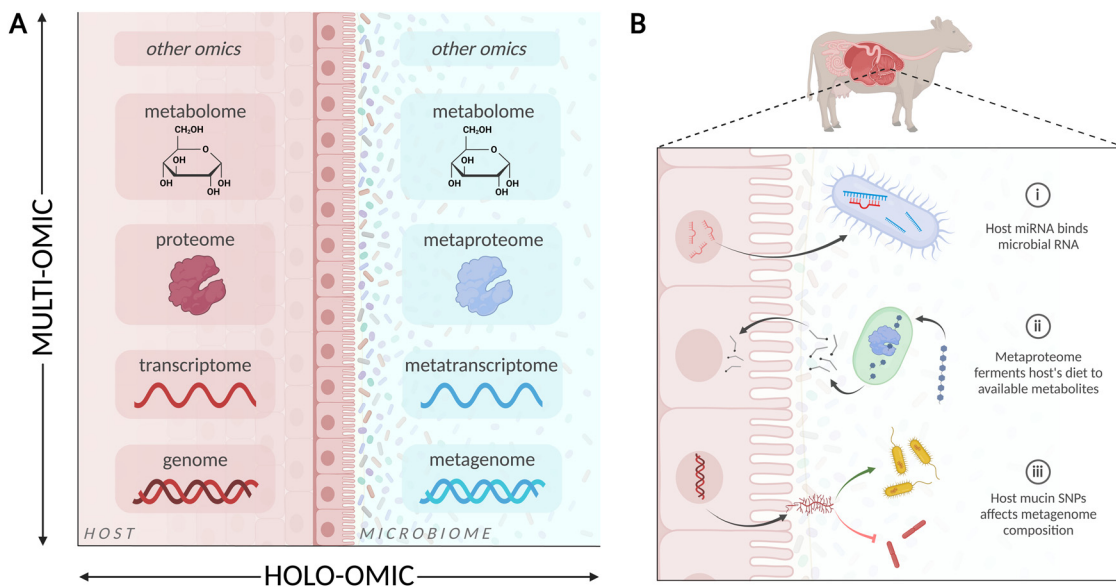 A
MULTI-OMIC
other omics
metabolome
CH₂OH
O
OH
OH
OH
OH
proteome
transcriptome
genome
HOST
other omics
metabolome
CH₂OH
O
OH
OH
OH
OH
metaproteome
metatranscriptome
metagenome
MICROBIOME
HOLO-OMIC
B
i
Host miRNA binds
microbial RNA
ii
Metaproteome
ferments host's diet to
available metabolites
iii
Host mucin SNPs
affects metagenome
composition